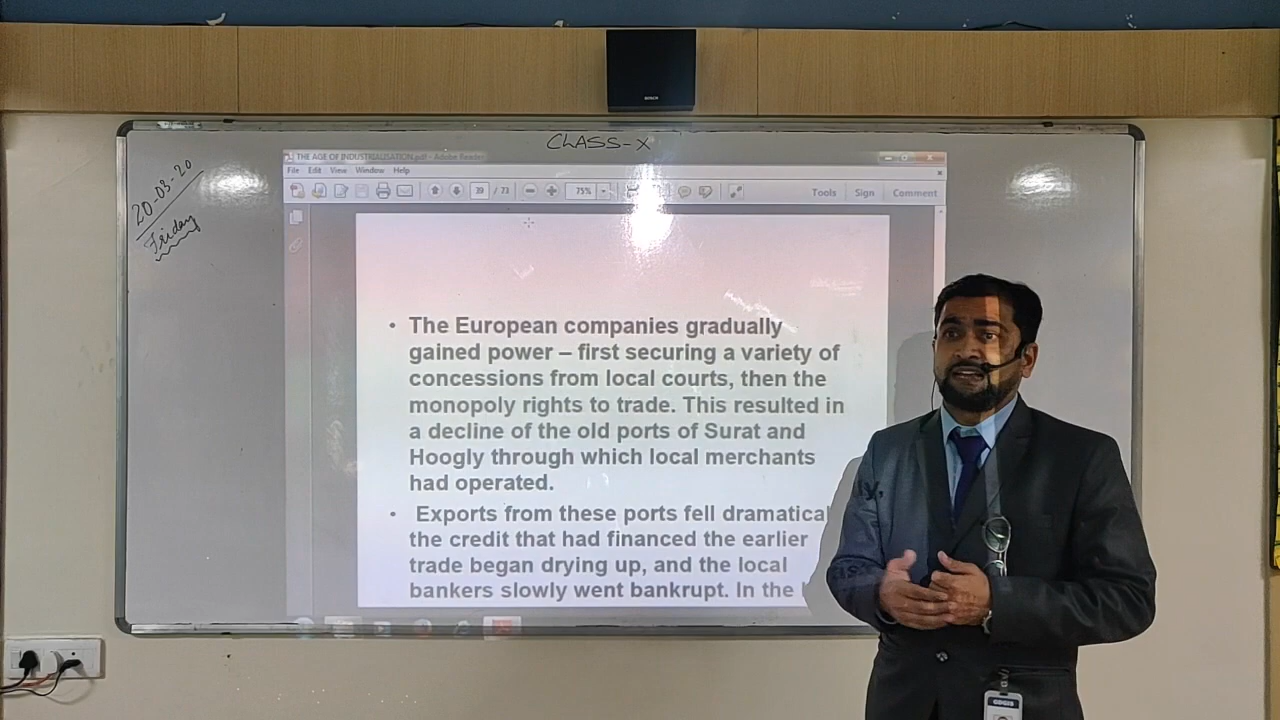 BOSCH
CLASS-X
20-03-20
Friday
THE AGE OF INDUSTRIALISATION.pdf - Adobe Reader
File Edit View Window Help
39 / 73 75% Tools Sign Comment
• The European companies gradually
gained power – first securing a variety of
concessions from local courts, then the
monopoly rights to trade. This resulted in
a decline of the old ports of Surat and
Hoogly through which local merchants
had operated.
• Exports from these ports fell dramatically,
the credit that had financed the earlier
trade began drying up, and the local
bankers slowly went bankrupt. In the
GDGIS